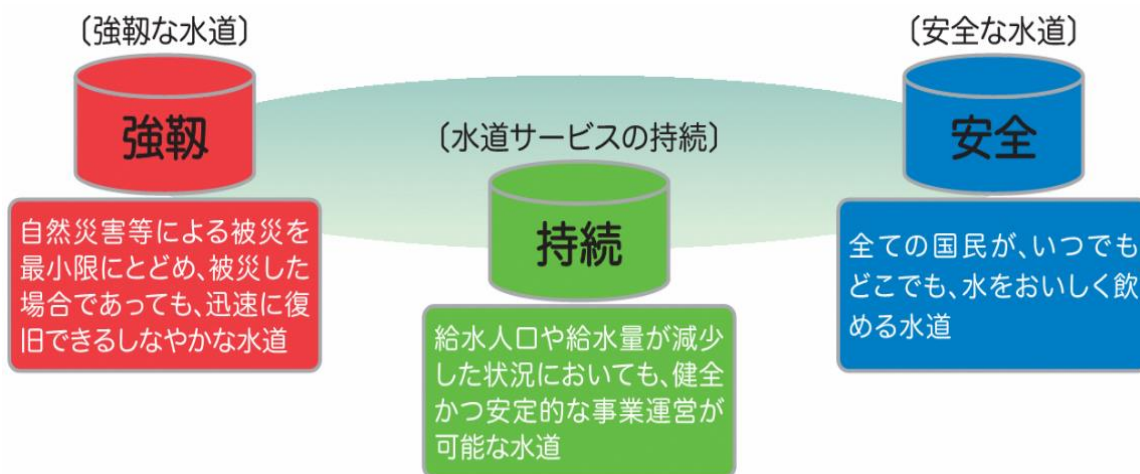 〔強靱な水道〕
強靱
自然災害等による被災を
最小限にとどめ、被災した
場合であっても、迅速に復
旧できるしなやかな水道
〔水道サービスの持続〕
持続
給水人口や給水量が減少
した状況においても、健全
かつ安定的な事業運営が
可能な水道
〔安全な水道〕
安全
全ての国民が、いつでも
どこでも、水をおいしく飲
める水道